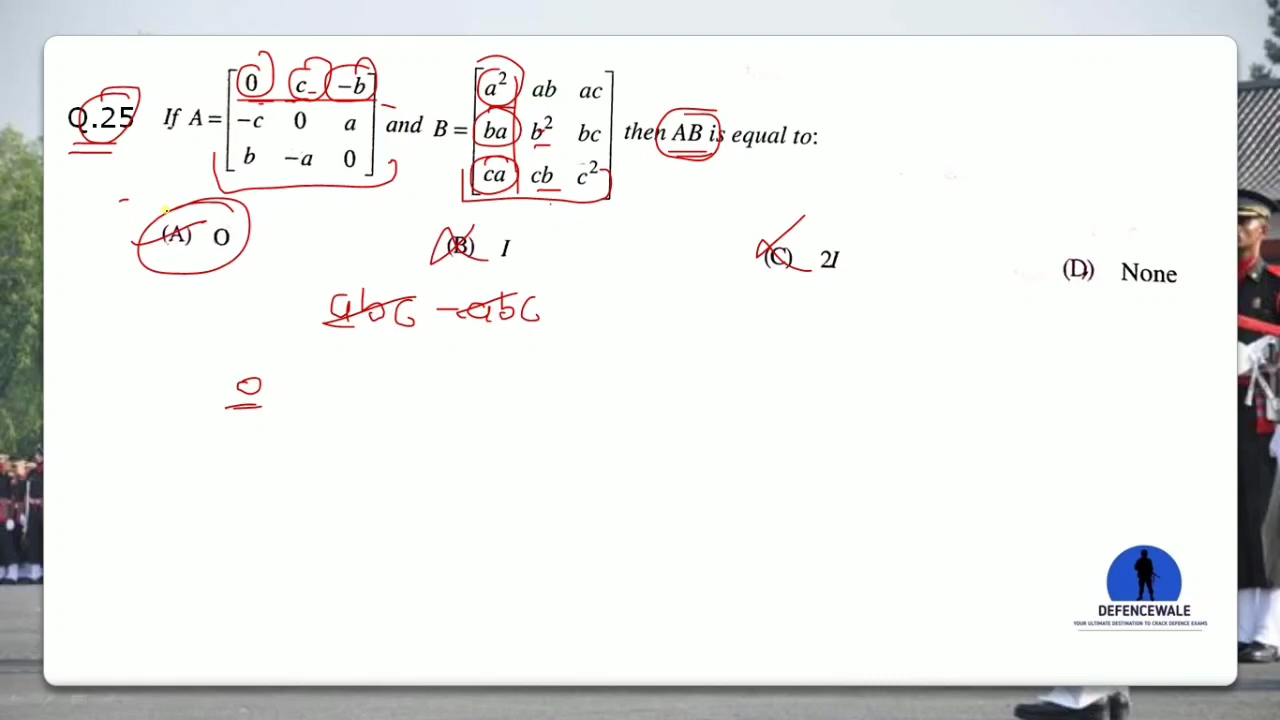 Q.25 If A = [ 0 c -b ; -c 0 a ; b -a 0 ] and B = [ a² ab ac ; ba b² bc ; ca cb c² ] then AB is equal to:
(A) O (B) I (C) 2I (D) None
abc - abc
0
DEFENCEWALE
YOUR ULTIMATE DESTINATION TO CRACK DEFENCE EXAMS